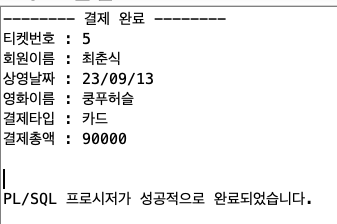 -------- 결제 완료 --------
티켓번호 : 5
회원이름 : 최춘식
상영날짜 : 23/09/13
영화이름 : 쿵푸허슬
결제타입 : 카드
결제총액 : 90000
PL/SQL 프로시저가 성공적으로 완료되었습니다.